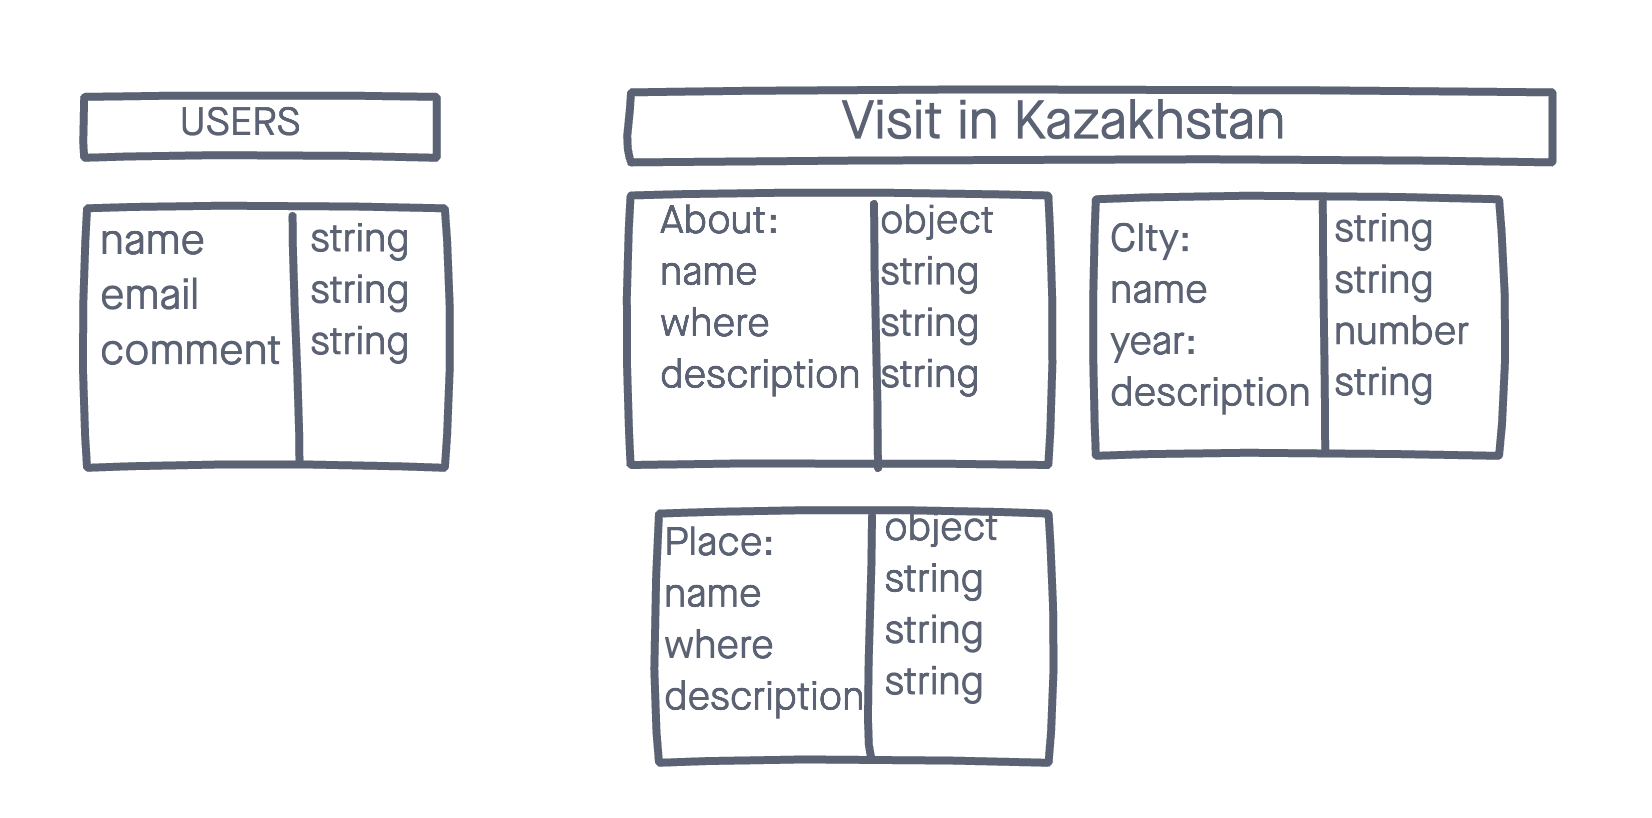 USERS
name string
email string
comment string
Visit in Kazakhstan
About: object
name string
where string
description string
CIty: string
name string
year: number
description string
Place: object
name string
where string
description string